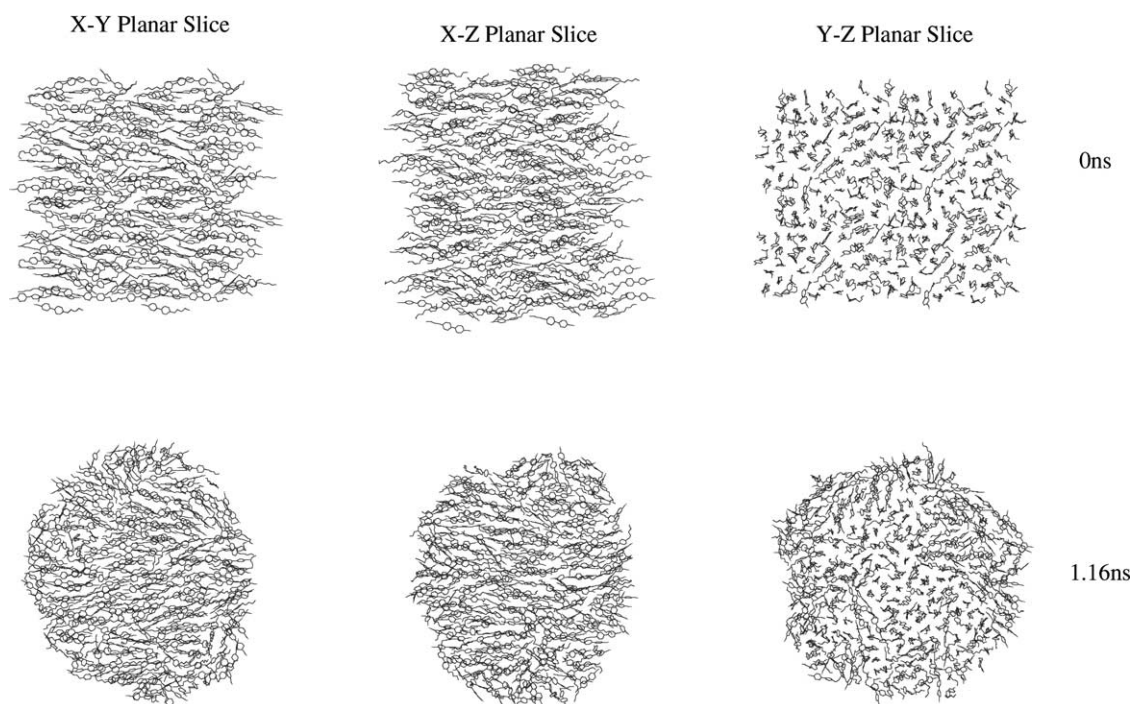 X-Y Planar Slice
X-Z Planar Slice
Y-Z Planar Slice
0ns
1.16ns